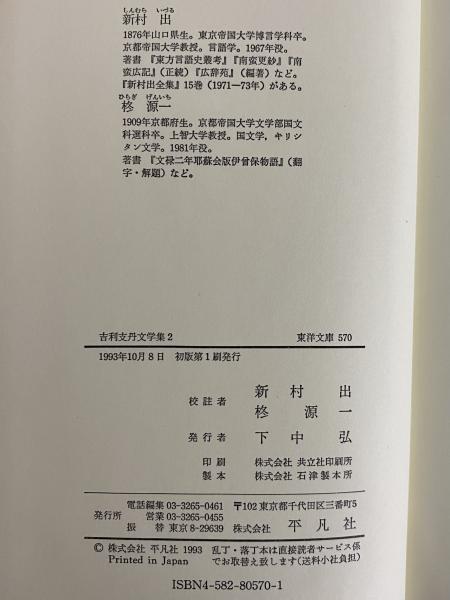 しんむら いづる
新村 出
1876年山口県生。東京帝国大学博言学科卒。
京都帝国大学教授。言語学。1967年歿。
著書『東方言語史叢考』『南蛮更紗』『南
蛮広記』(正続)『広辞苑』(編著)など。
『新村出全集』15巻(1971―73年)がある。
ひらぎ げんいち
柊 源一
1909年京都府生。京都帝国大学文学部国文
科選科卒。上智大学教授。国文学,キリシ
タン文学。1981年歿。
著書『文禄二年耶蘇会版伊曾保物語』(翻
字・解題)など。
吉利支丹文学集2 東洋文庫 570
1993年10月8日 初版第1刷発行
校註者 新村出
柊源一
発行者 下中弘
印刷 株式会社 共立社印刷所
製本 株式会社 石津製本所
電話編集 03-3265-0461 〒102 東京都千代田区三番町5
発行所 営業 03-3265-0455 株式会社 平凡社
振替 東京 8-29639
© 株式会社 平凡社 1993 乱丁・落丁本は直接読者サービス係
Printed in Japan でお取替え致します(送料小社負担)
ISBN4-582-80570-1